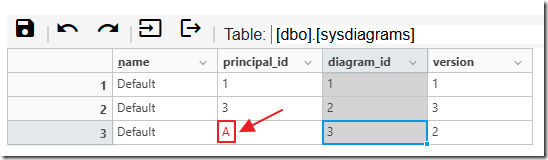 Table: [dbo].[sysdiagrams]
name principal_id diagram_id version
1 Default 1 1 1
2 Default 3 2 3
3 Default A 3 2